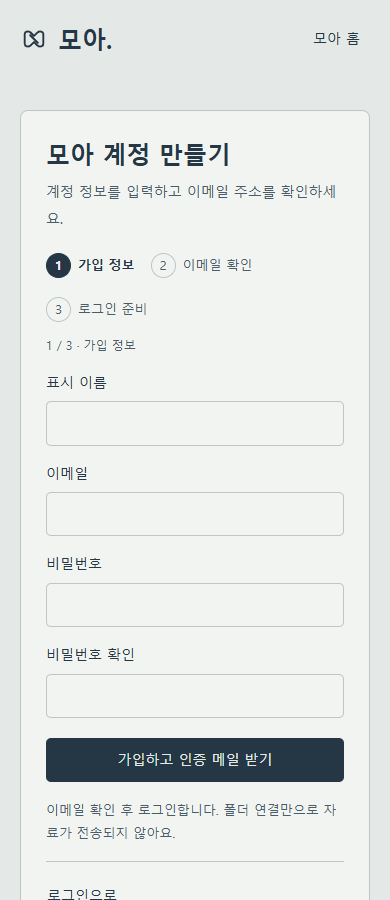 모아.
모아 홈
모아 계정 만들기
계정 정보를 입력하고 이메일 주소를 확인하세
요.
1 가입 정보 2 이메일 확인
3 로그인 준비
1 / 3 · 가입 정보
표시 이름
이메일
비밀번호
비밀번호 확인
가입하고 인증 메일 받기
이메일 확인 후 로그인합니다. 폴더 연결만으로 자
료가 전송되지 않아요.
로그인으로